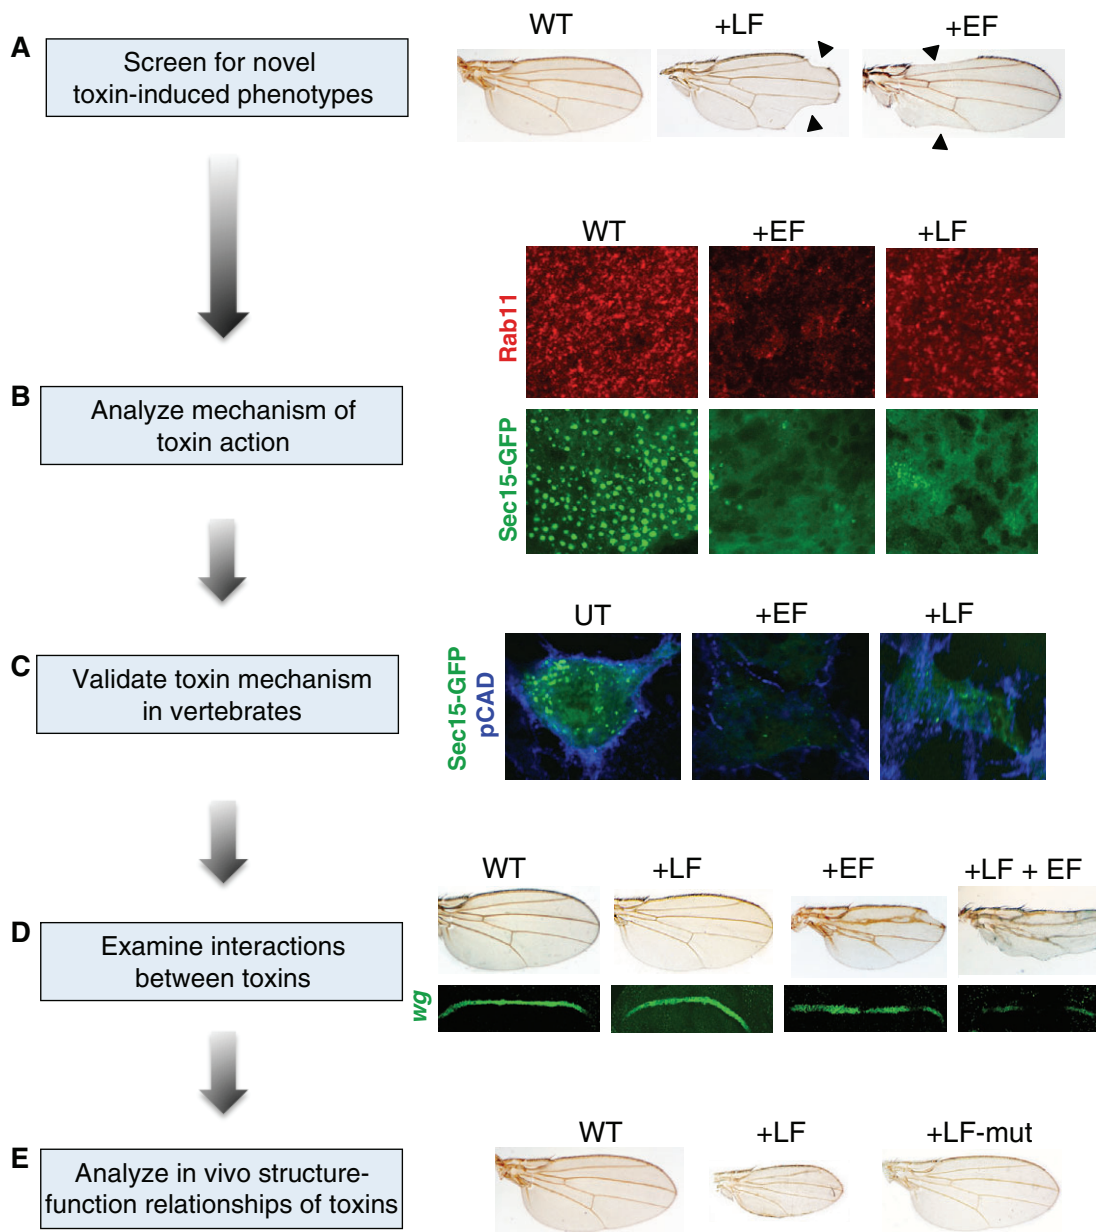 A
Screen for novel
toxin-induced phenotypes
WT
+LF
+EF
WT
+EF
+LF
Rab11
B
Analyze mechanism of
toxin action
Sec15-GFP
UT
+EF
+LF
C
Validate toxin mechanism
in vertebrates
Sec15-GFP
pCAD
WT
+LF
+EF
+LF + EF
D
Examine interactions
between toxins
wg
WT
+LF
+LF-mut
E
Analyze in vivo structure-
function relationships of toxins